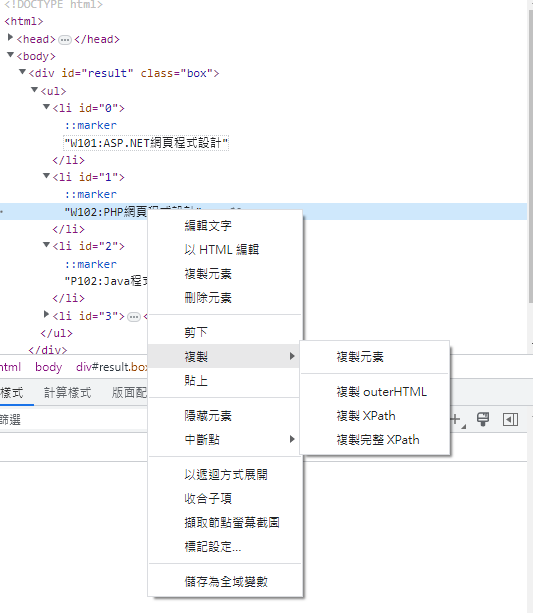 <!DOCTYPE html>
<html>
<head> … </head>
<body>
<div id="result" class="box">
<ul>
<li id="0">
::marker
"W101:ASP.NET網頁程式設計"
</li>
<li id="1">
::marker
"W102:PHP網頁程式設計"
</li>
<li id="2">
::marker
"P102:Java程式
</li>
<li id="3"> … <
</ul>
</div>
編輯文字
以 HTML 編輯
複製元素
刪除元素
剪下
複製
貼上
隱藏元素
中斷點
以遞迴方式展開
收合子項
擷取節點螢幕截圖
標記設定...
儲存為全域變數
複製元素
複製 outerHTML
複製 XPath
複製完整 XPath
html body div#result.box
樣式 計算樣式 版面配
篩選